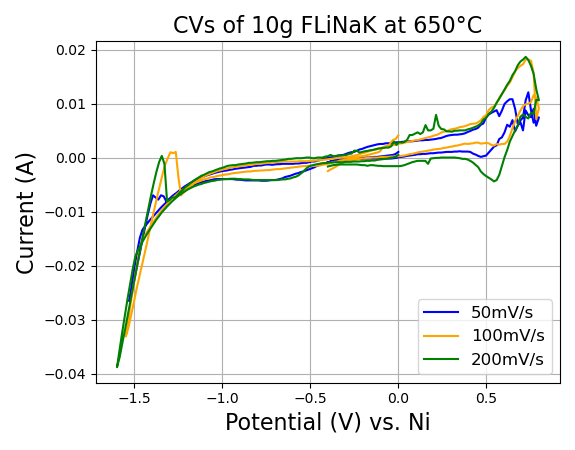 CVs of 10g FLiNaK at 650°C
Current (A)
0.02
0.01
0.00
−0.01
−0.02
−0.03
−0.04
50mV/s
100mV/s
200mV/s
−1.5 −1.0 −0.5 0.0 0.5
Potential (V) vs. Ni